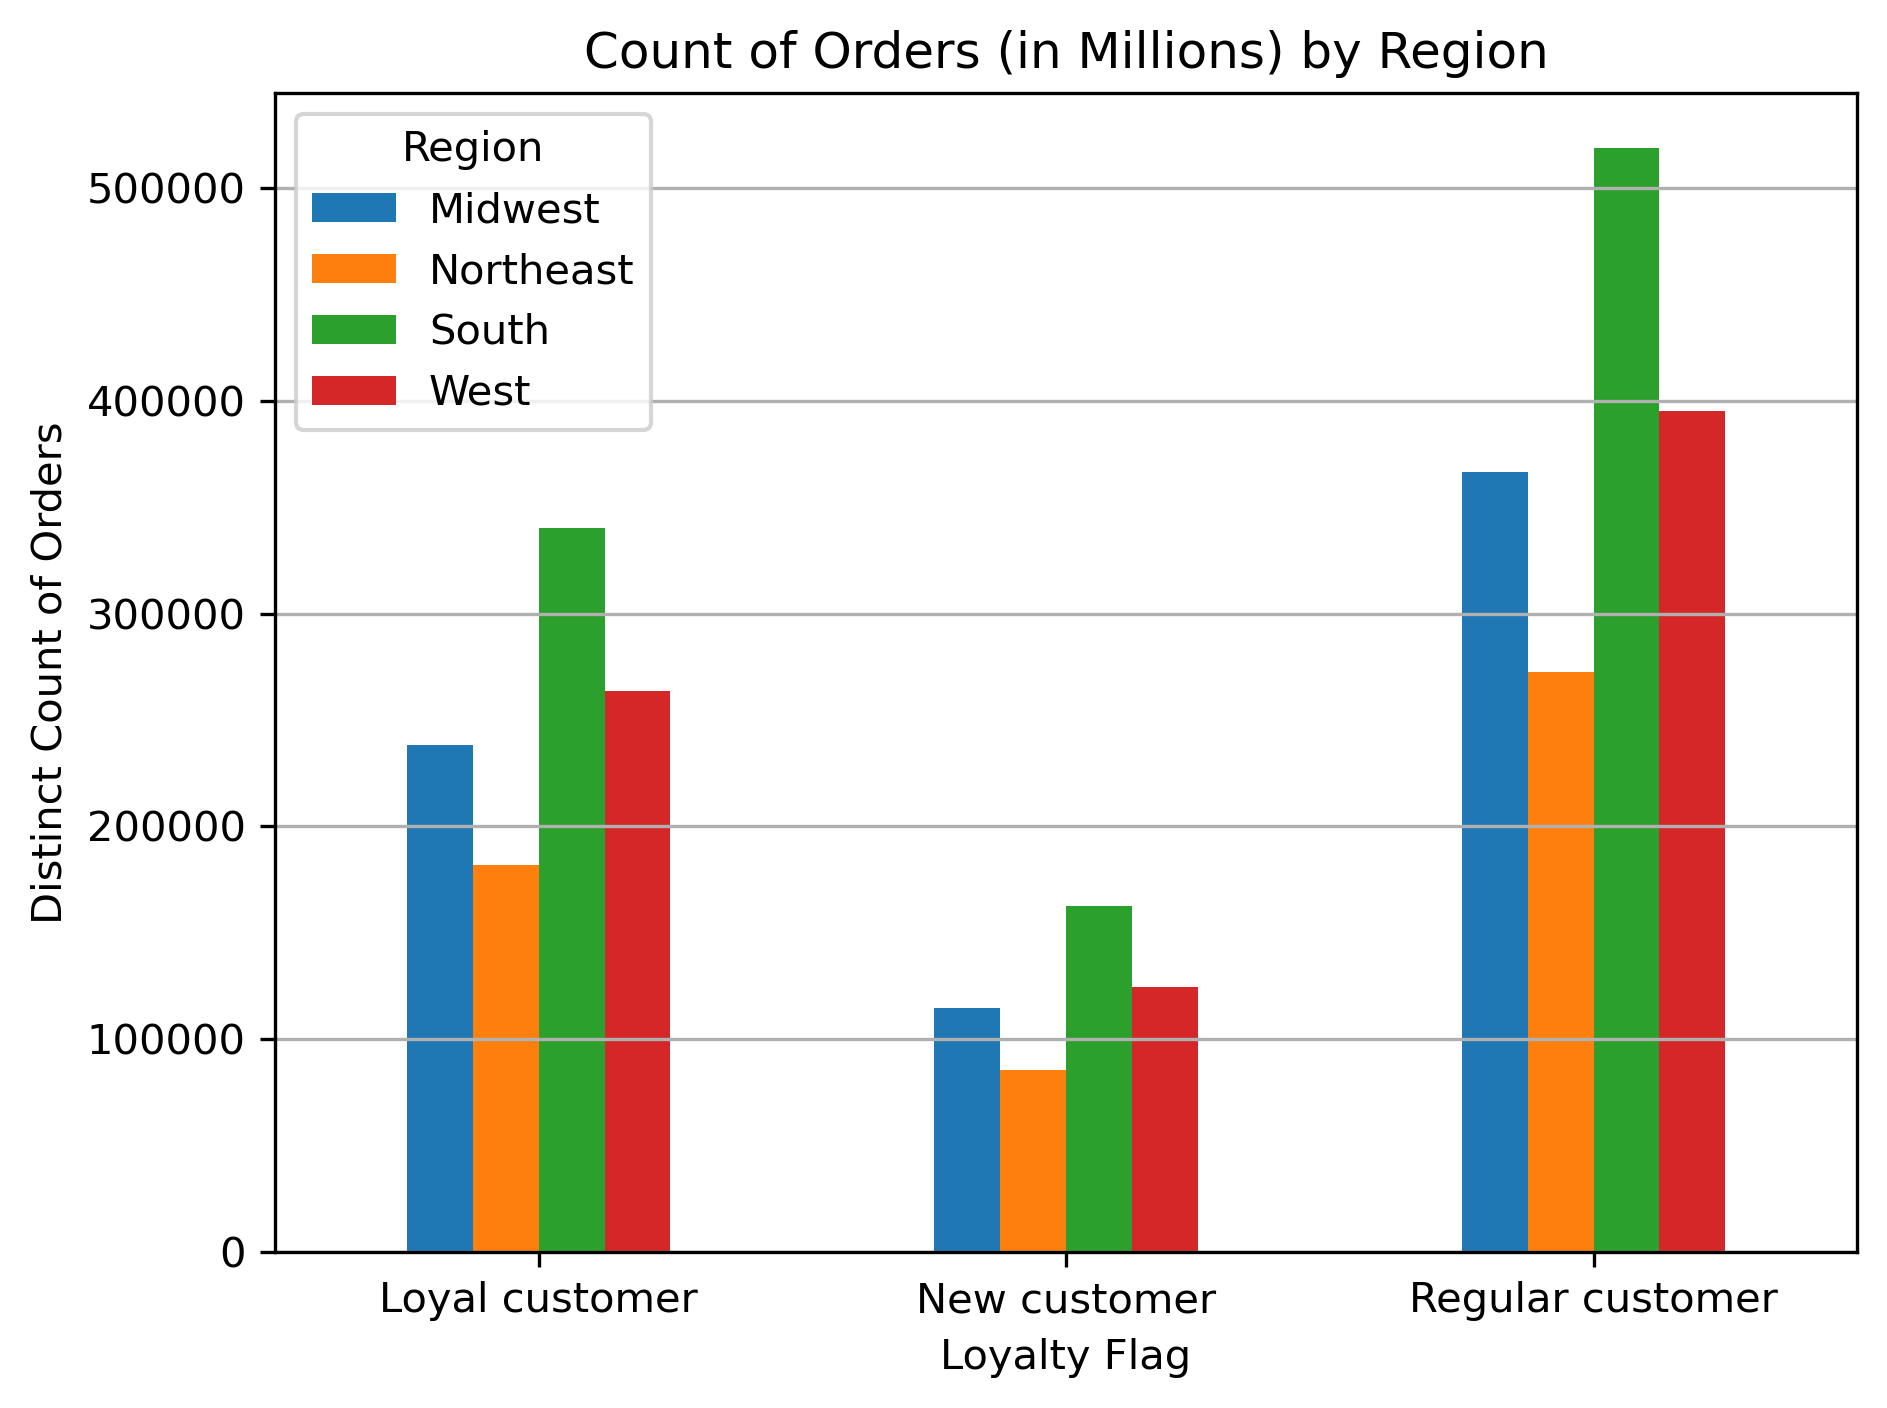 Count of Orders (in Millions) by Region
Region
Midwest
Northeast
South
West
Distinct Count of Orders
500000
400000
300000
200000
100000
0
Loyal customer
New customer
Regular customer
Loyalty Flag